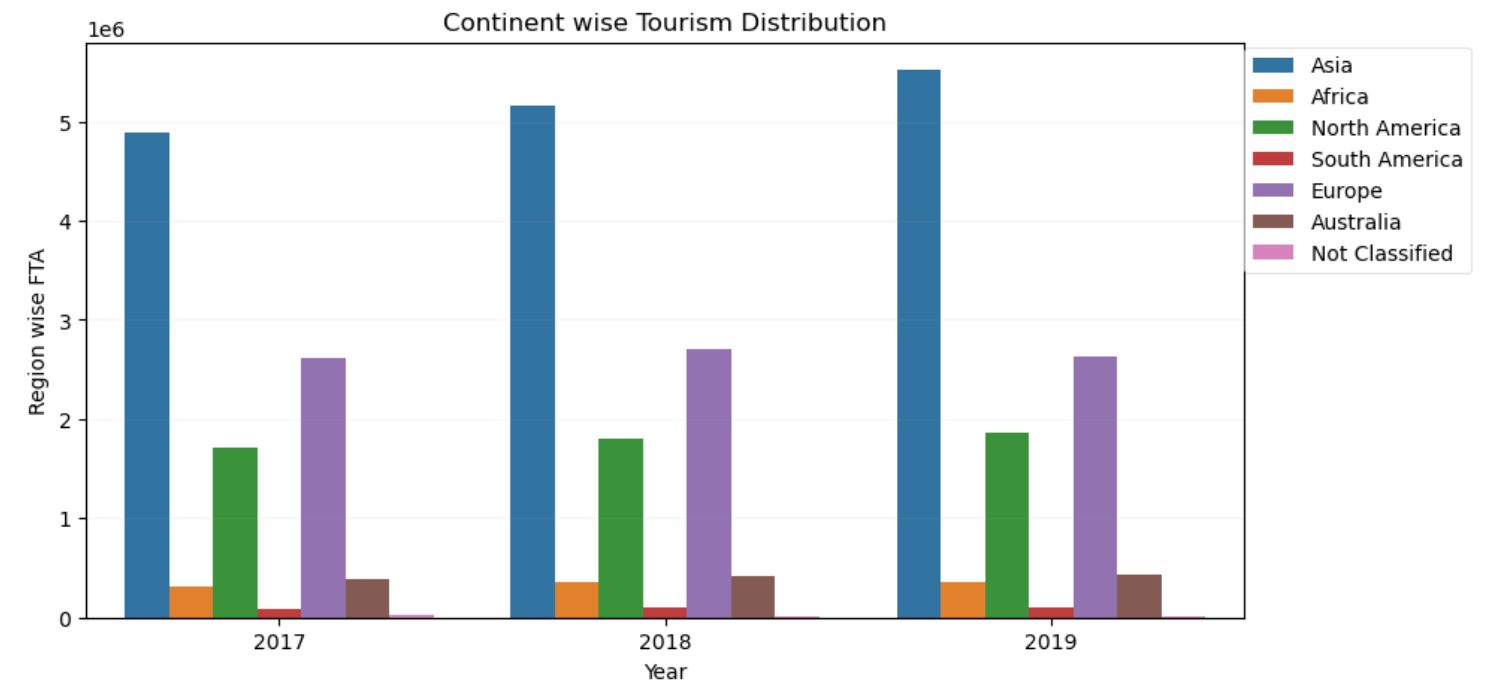 Continent wise Tourism Distribution
1e6
5
4
3
2
1
0
Region wise FTA
2017
2018
2019
Year
Asia
Africa
North America
South America
Europe
Australia
Not Classified